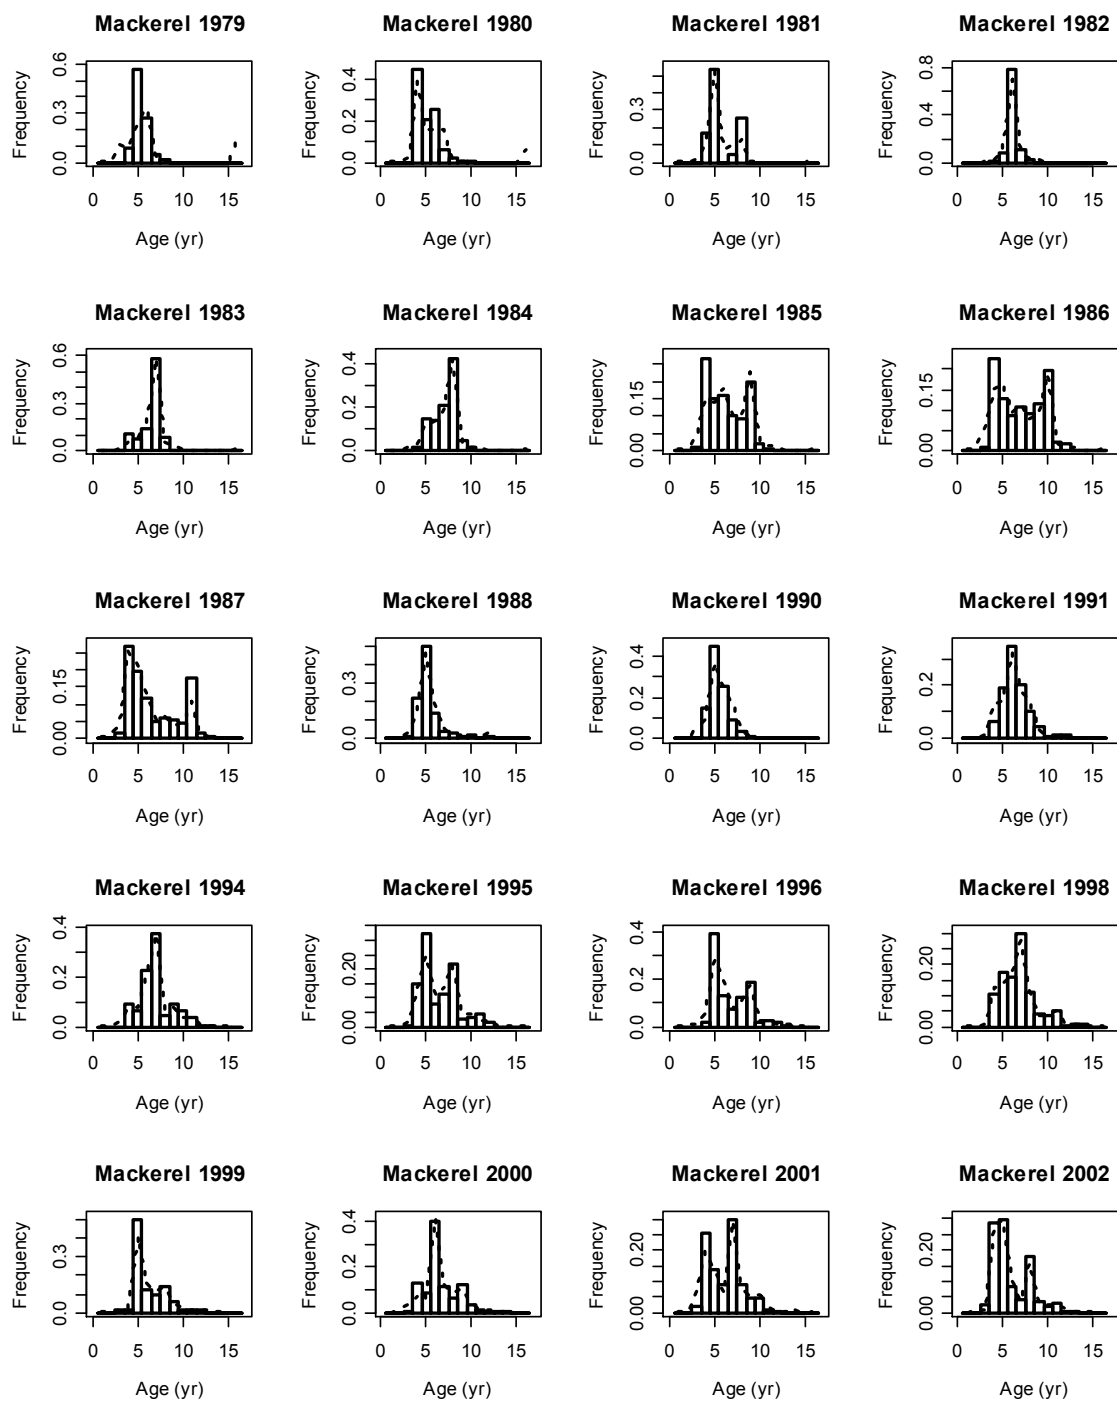 Mackerel 1979
Frequency
0.0 0.3 0.6
0 5 10 15
Age (yr)
Mackerel 1980
Frequency
0.0 0.2 0.4
0 5 10 15
Age (yr)
Mackerel 1981
Frequency
0.0 0.3
0 5 10 15
Age (yr)
Mackerel 1982
Frequency
0.0 0.4 0.8
0 5 10 15
Age (yr)
Mackerel 1983
Frequency
0.0 0.3 0.6
0 5 10 15
Age (yr)
Mackerel 1984
Frequency
0.0 0.2 0.4
0 5 10 15
Age (yr)
Mackerel 1985
Frequency
0.00 0.15
0 5 10 15
Age (yr)
Mackerel 1986
Frequency
0.00 0.15
0 5 10 15
Age (yr)
Mackerel 1987
Frequency
0.00 0.15
0 5 10 15
Age (yr)
Mackerel 1988
Frequency
0.0 0.3
0 5 10 15
Age (yr)
Mackerel 1990
Frequency
0.0 0.2 0.4
0 5 10 15
Age (yr)
Mackerel 1991
Frequency
0.0 0.2
0 5 10 15
Age (yr)
Mackerel 1994
Frequency
0.0 0.2 0.4
0 5 10 15
Age (yr)
Mackerel 1995
Frequency
0.00 0.20
0 5 10 15
Age (yr)
Mackerel 1996
Frequency
0.0 0.2 0.4
0 5 10 15
Age (yr)
Mackerel 1998
Frequency
0.00 0.20
0 5 10 15
Age (yr)
Mackerel 1999
Frequency
0.0 0.3
0 5 10 15
Age (yr)
Mackerel 2000
Frequency
0.0 0.2 0.4
0 5 10 15
Age (yr)
Mackerel 2001
Frequency
0.00 0.20
0 5 10 15
Age (yr)
Mackerel 2002
Frequency
0.00 0.20
0 5 10 15
Age (yr)